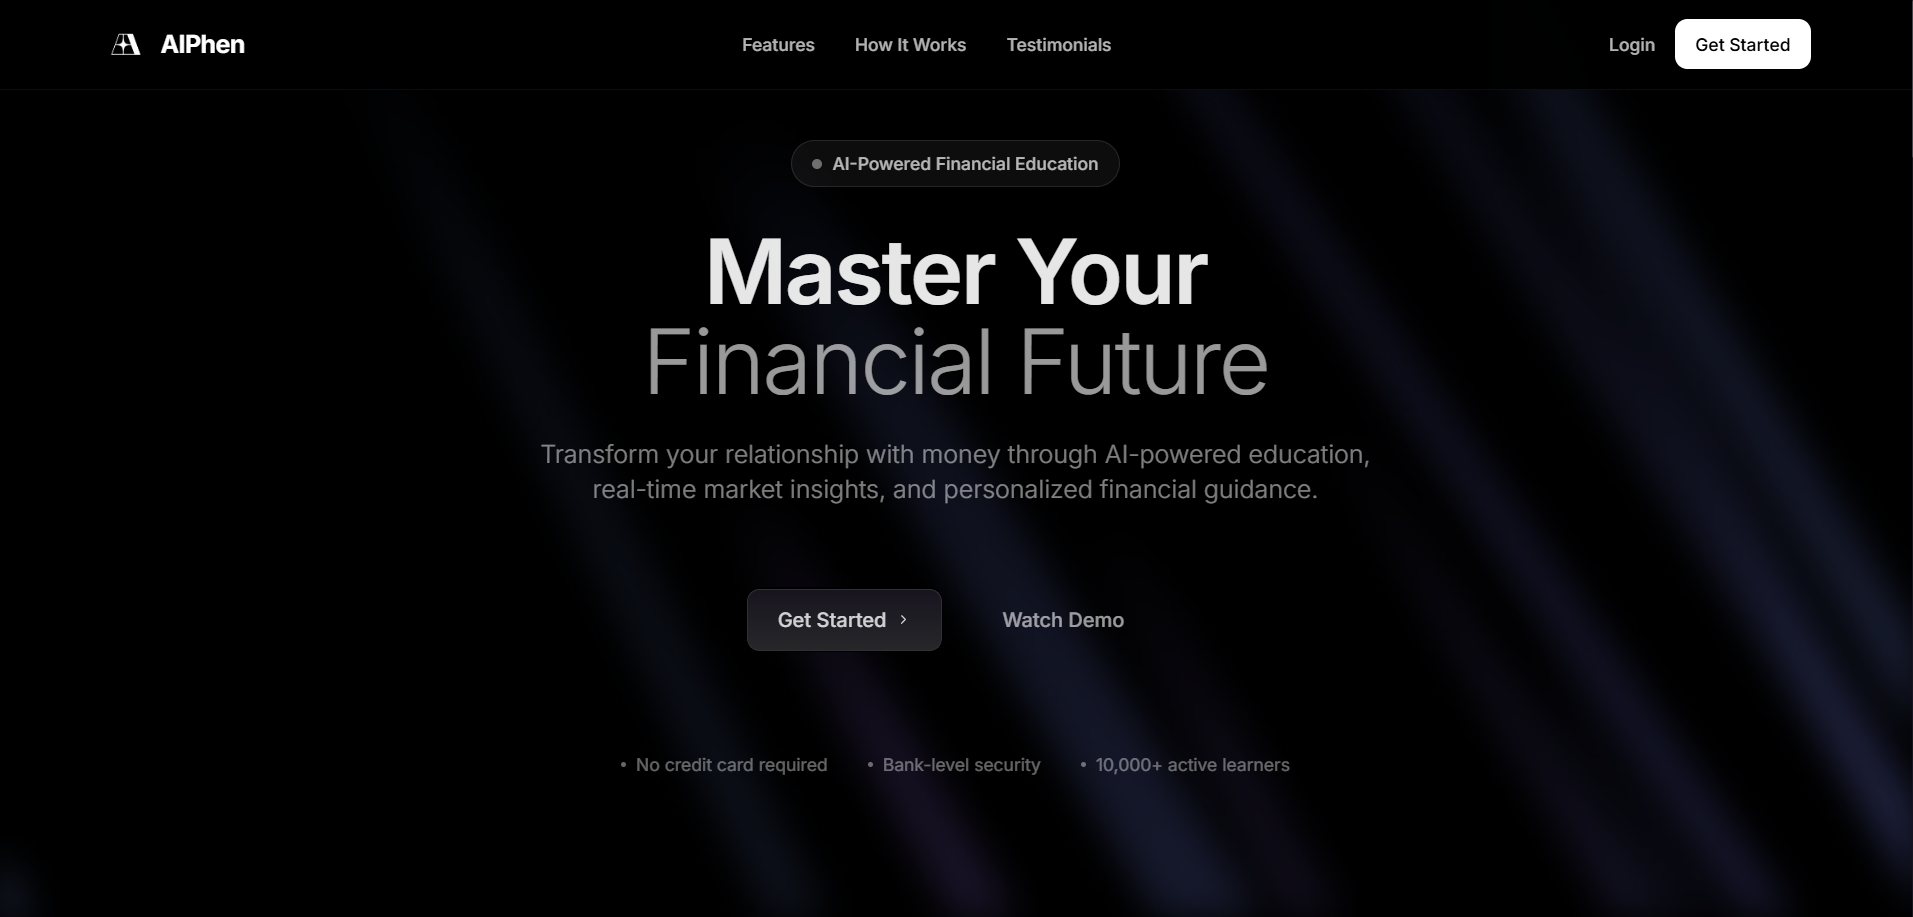 AIPhen
Features
How It Works
Testimonials
Login
Get Started
AI-Powered Financial Education
Master Your
Financial Future
Transform your relationship with money through AI-powered education,
real-time market insights, and personalized financial guidance.
Get Started
Watch Demo
• No credit card required
• Bank-level security
• 10,000+ active learners